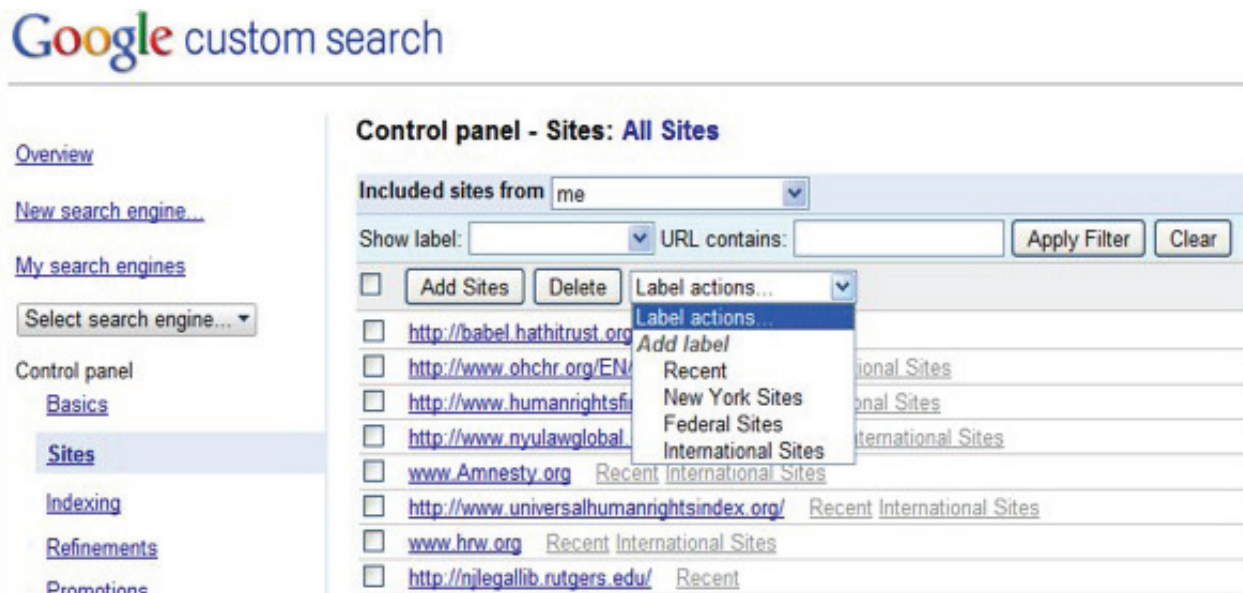 Google custom search
Overview
New search engine...
My search engines
Select search engine...
Control panel
Basics
Sites
Indexing
Refinements
Promotions
Control panel - Sites: All Sites
Included sites from me
Show label: URL contains: Apply Filter Clear
Add Sites Delete Label actions...
Label actions...
Add label
Recent
New York Sites
Federal Sites
International Sites
http://babel.hathitrust.org
http://www.ohchr.org/EN/ Sites
http://www.humanrightsfi Sites
http://www.nyulawglobal. Sites
www.Amnesty.org Recent International Sites
http://www.universalhumanrightsindex.org/ Recent International Sites
www.hrw.org Recent International Sites
http://njlegallib.rutgers.edu/ Recent